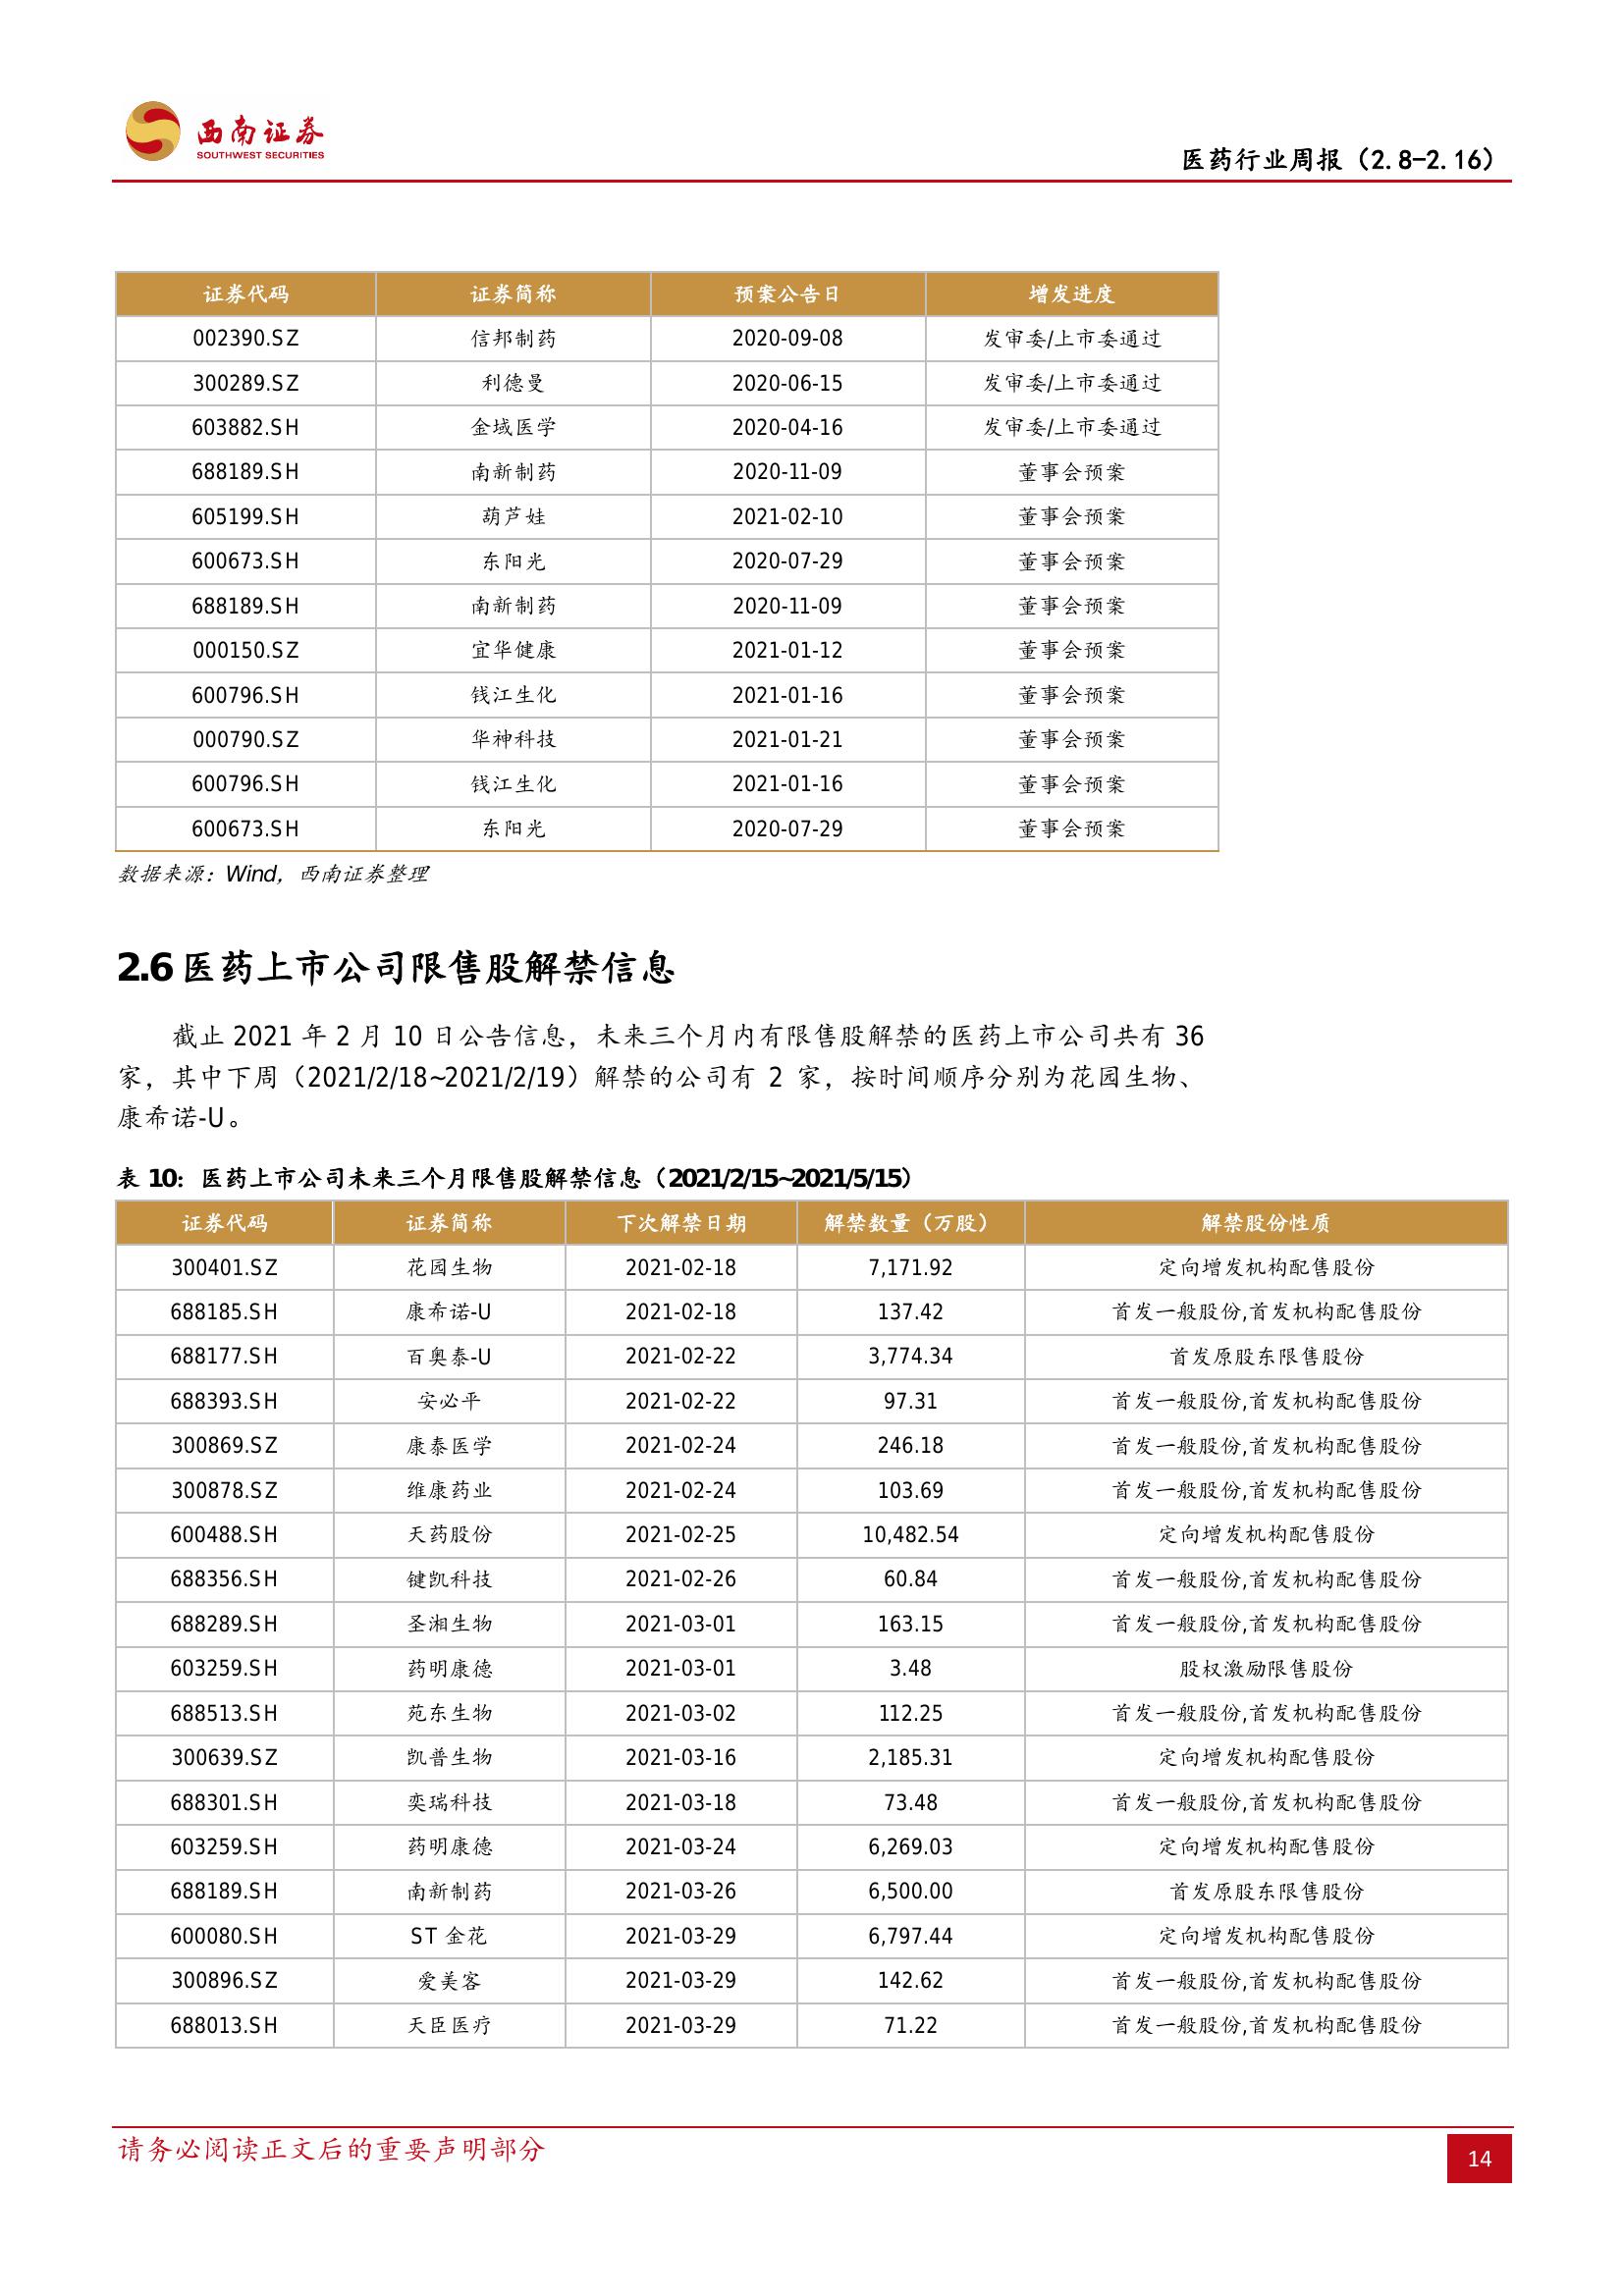 西南证券
SOUTHWEST SECURITIES
医药行业周报（2.8-2.16）
证券代码 证券简称 预案公告日 增发进度
002390.SZ 信邦制药 2020-09-08 发审委/上市委通过
300289.SZ 利德曼 2020-06-15 发审委/上市委通过
603882.SH 金域医学 2020-04-16 发审委/上市委通过
688189.SH 南新制药 2020-11-09 董事会预案
605199.SH 葫芦娃 2021-02-10 董事会预案
600673.SH 东阳光 2020-07-29 董事会预案
688189.SH 南新制药 2020-11-09 董事会预案
000150.SZ 宜华健康 2021-01-12 董事会预案
600796.SH 钱江生化 2021-01-16 董事会预案
000790.SZ 华神科技 2021-01-21 董事会预案
600796.SH 钱江生化 2021-01-16 董事会预案
600673.SH 东阳光 2020-07-29 董事会预案
数据来源：Wind，西南证券整理
2.6 医药上市公司限售股解禁信息
截止 2021 年 2 月 10 日公告信息，未来三个月内有限售股解禁的医药上市公司共有 36
家，其中下周（2021/2/18~2021/2/19）解禁的公司有 2 家，按时间顺序分别为花园生物、
康希诺-U。
表 10：医药上市公司未来三个月限售股解禁信息（2021/2/15~2021/5/15）
证券代码 证券简称 下次解禁日期 解禁数量（万股） 解禁股份性质
300401.SZ 花园生物 2021-02-18 7,171.92 定向增发机构配售股份
688185.SH 康希诺-U 2021-02-18 137.42 首发一般股份,首发机构配售股份
688177.SH 百奥泰-U 2021-02-22 3,774.34 首发原股东限售股份
688393.SH 安必平 2021-02-22 97.31 首发一般股份,首发机构配售股份
300869.SZ 康泰医学 2021-02-24 246.18 首发一般股份,首发机构配售股份
300878.SZ 维康药业 2021-02-24 103.69 首发一般股份,首发机构配售股份
600488.SH 天药股份 2021-02-25 10,482.54 定向增发机构配售股份
688356.SH 键凯科技 2021-02-26 60.84 首发一般股份,首发机构配售股份
688289.SH 圣湘生物 2021-03-01 163.15 首发一般股份,首发机构配售股份
603259.SH 药明康德 2021-03-01 3.48 股权激励限售股份
688513.SH 苑东生物 2021-03-02 112.25 首发一般股份,首发机构配售股份
300639.SZ 凯普生物 2021-03-16 2,185.31 定向增发机构配售股份
688301.SH 奕瑞科技 2021-03-18 73.48 首发一般股份,首发机构配售股份
603259.SH 药明康德 2021-03-24 6,269.03 定向增发机构配售股份
688189.SH 南新制药 2021-03-26 6,500.00 首发原股东限售股份
600080.SH ST 金花 2021-03-29 6,797.44 定向增发机构配售股份
300896.SZ 爱美客 2021-03-29 142.62 首发一般股份,首发机构配售股份
688013.SH 天臣医疗 2021-03-29 71.22 首发一般股份,首发机构配售股份
请务必阅读正文后的重要声明部分
14